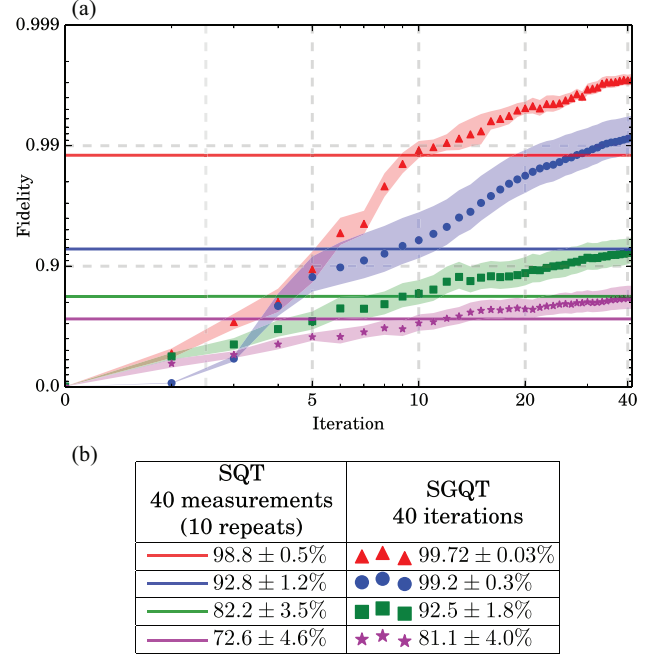 (a)
0.999
0.99
0.9
0.0
Fidelity
0 5 10 20 40
Iteration
(b)
SQT
40 measurements
(10 repeats)
SGQT
40 iterations
98.8 ± 0.5% 99.72 ± 0.03%
92.8 ± 1.2% 99.2 ± 0.3%
82.2 ± 3.5% 92.5 ± 1.8%
72.6 ± 4.6% 81.1 ± 4.0%